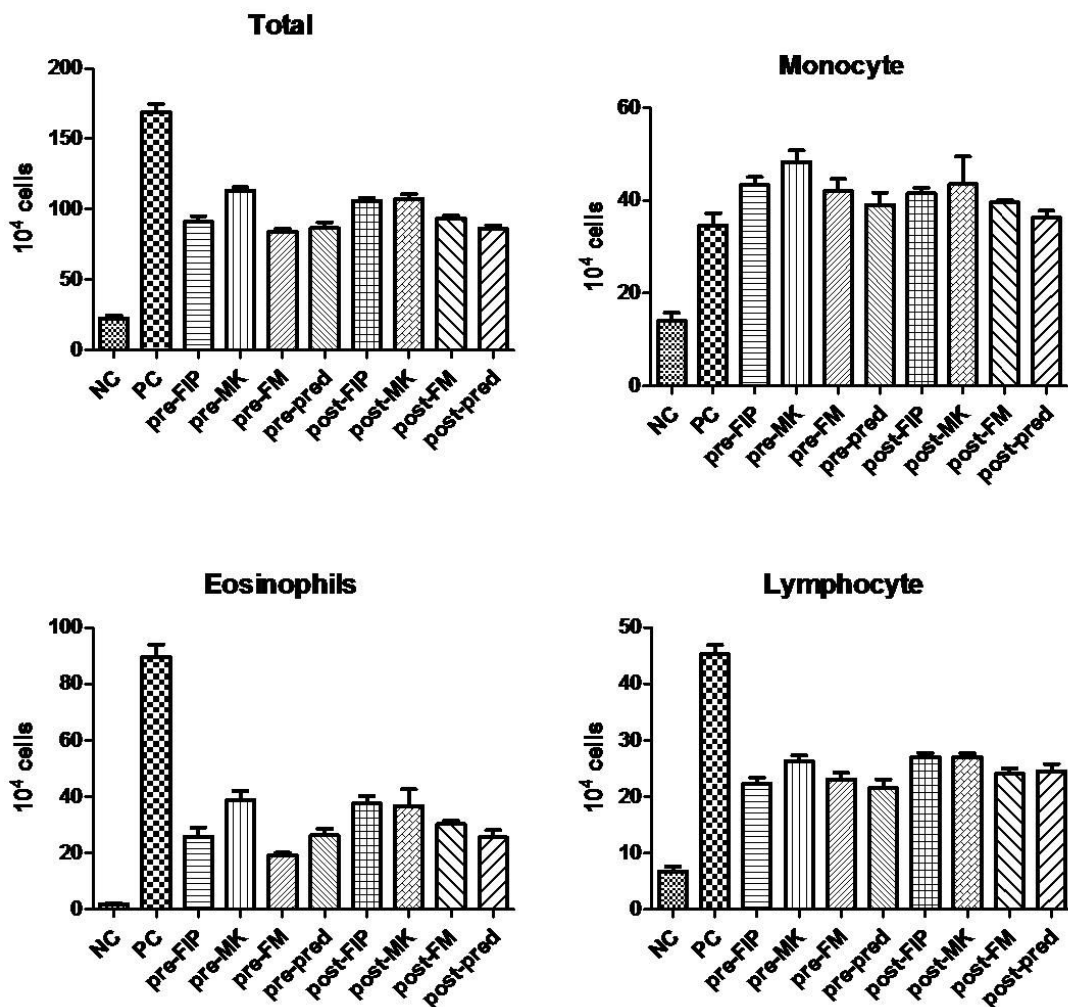 Total
200
150
100
50
0
10⁴ cells
NC
PC
pre-FIP
pre-MK
pre-FM
pre-pred
post-FIP
post-MK
post-FM
post-pred
Monocyte
60
40
20
0
10⁴ cells
NC
PC
pre-FIP
pre-MK
pre-FM
pre-pred
post-FIP
post-MK
post-FM
post-pred
Eosinophils
100
80
60
40
20
0
10⁴ cells
NC
PC
pre-FIP
pre-MK
pre-FM
pre-pred
post-FIP
post-MK
post-FM
post-pred
Lymphocyte
50
40
30
20
10
0
10⁴ cells
NC
PC
pre-FIP
pre-MK
pre-FM
pre-pred
post-FIP
post-MK
post-FM
post-pred